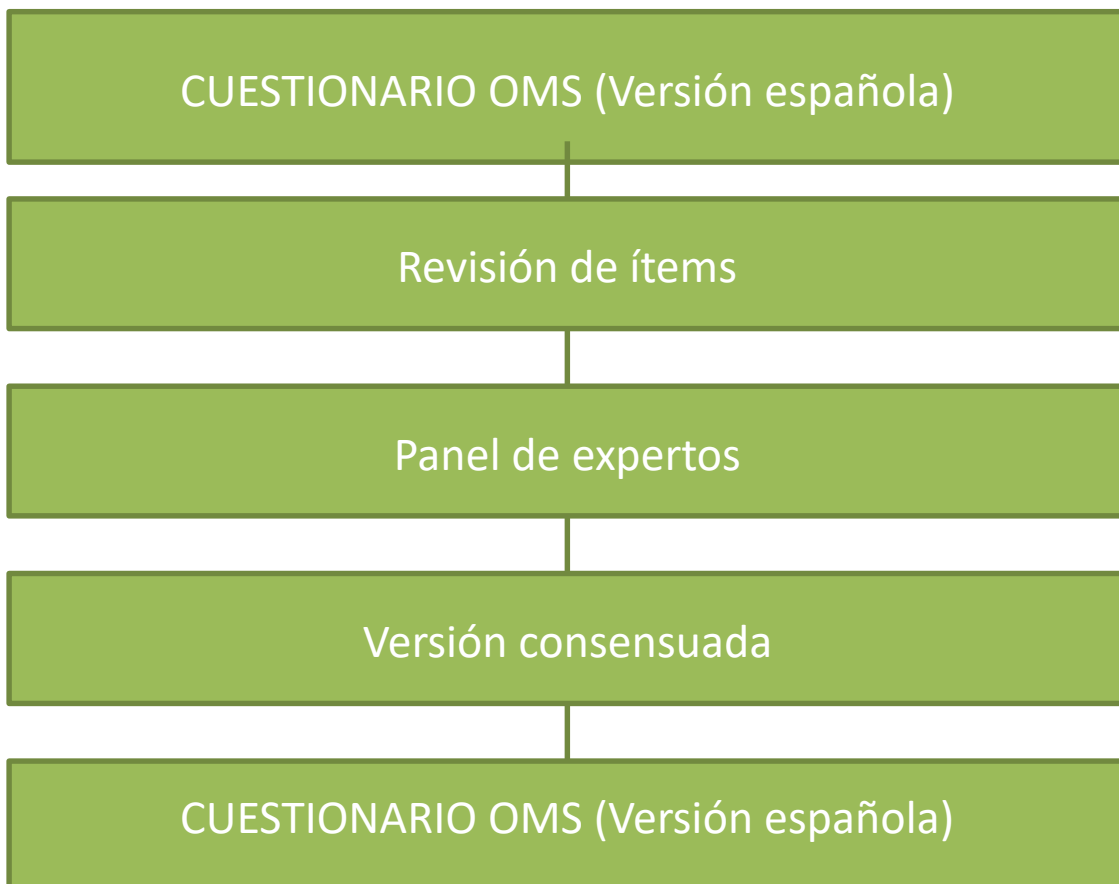 CUESTIONARIO OMS (Versión española)
Revisión de ítems
Panel de expertos
Versión consensuada
CUESTIONARIO OMS (Versión española)